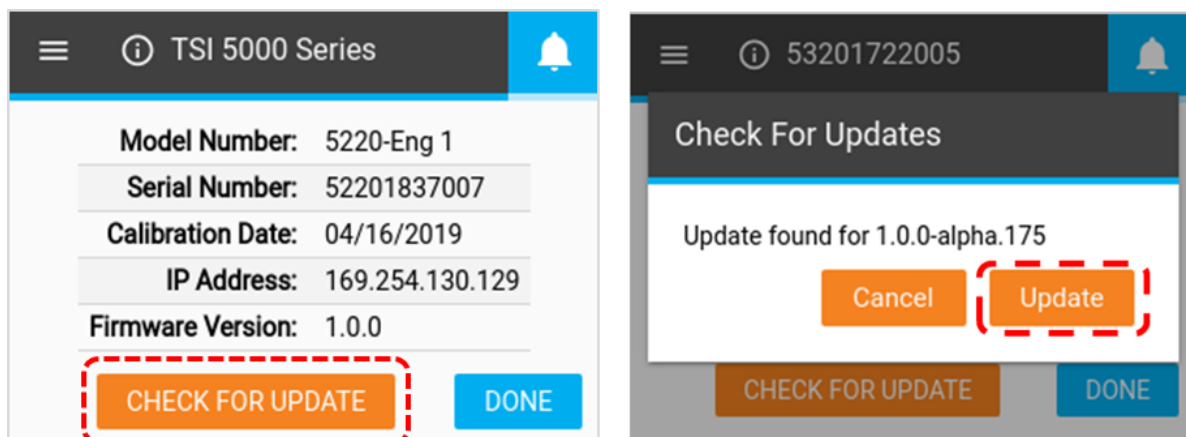 TSI 5000 Series
Model Number: 5220-Eng 1
Serial Number: 52201837007
Calibration Date: 04/16/2019
IP Address: 169.254.130.129
Firmware Version: 1.0.0
CHECK FOR UPDATE DONE
53201722005
Check For Updates
Update found for 1.0.0-alpha.175
Cancel Update
CHECK FOR UPDATE DONE